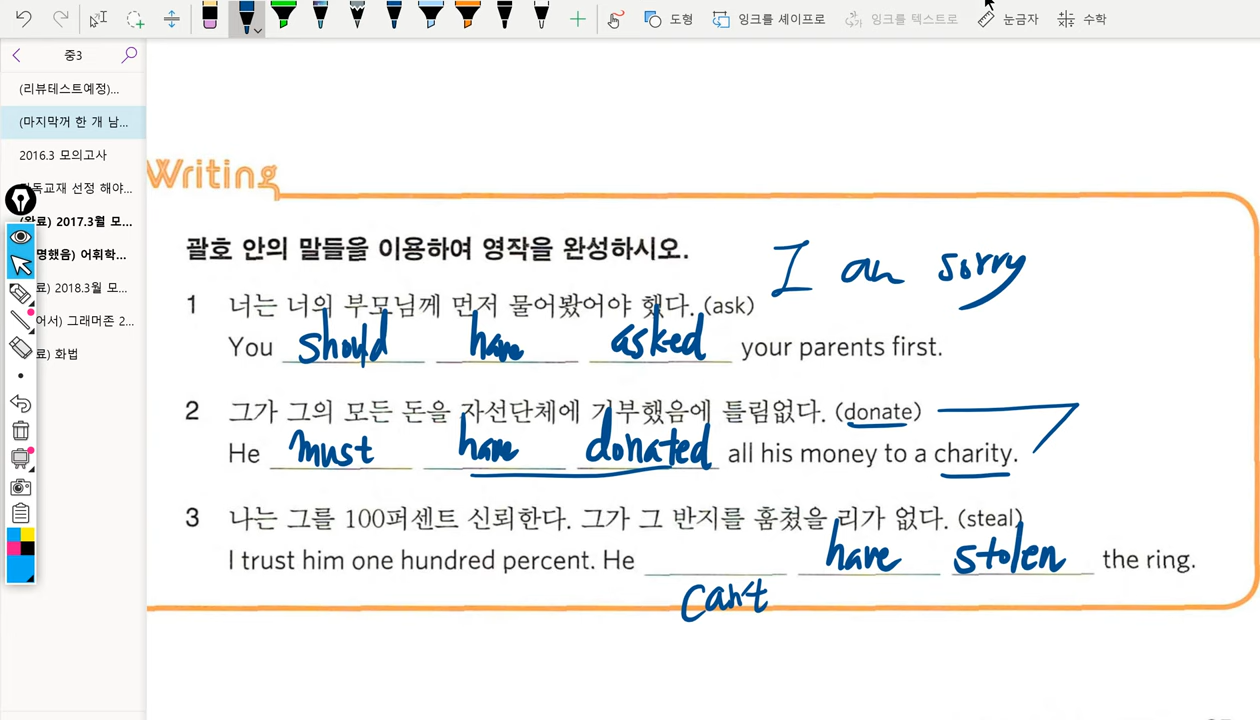 도형 잉크를 셰이프로 잉크를 텍스트로 눈금자 수학
중3
(리뷰테스트예정)...
(마지막꺼 한 개 남...
2016.3 모의고사
독교재 선정 해야...
료) 2017.3월 모...
명했음) 어휘학...
료) 2018.3월 모...
어서) 그래머존 2...
료) 화법
Writing
괄호 안의 말들을 이용하여 영작을 완성하시오.
I am sorry
1 너는 너의 부모님께 먼저 물어봤어야 했다. (ask)
You should have asked your parents first.
2 그가 그의 모든 돈을 자선단체에 기부했음에 틀림없다. (donate)
He must have donated all his money to a charity.
3 나는 그를 100퍼센트 신뢰한다. 그가 그 반지를 훔쳤을 리가 없다. (steal)
I trust him one hundred percent. He have stolen the ring.
can't